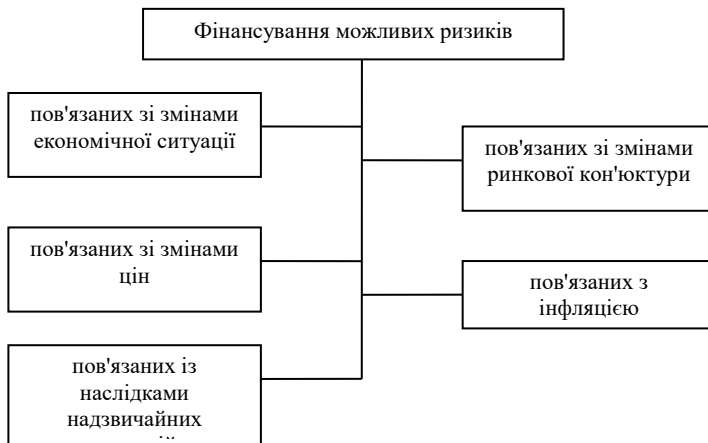 Фінансування можливих ризиків
пов'язаних зі змінами
економічної ситуації
пов'язаних зі змінами
ринкової кон'юктури
пов'язаних зі змінами
цін
пов'язаних з
інфляцією
пов'язаних із
наслідками
надзвичайних